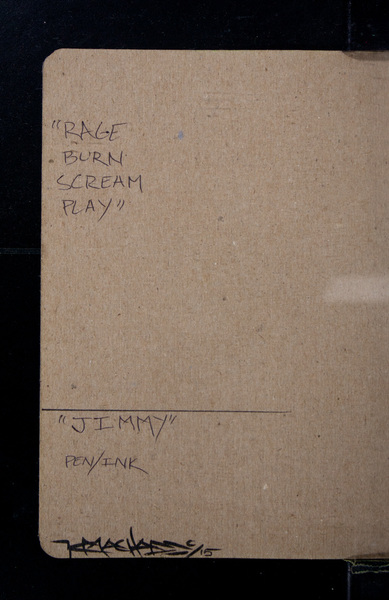 "RAGE
BURN
SCREAM
PLAY"
"JIMMY"
PEN/INK